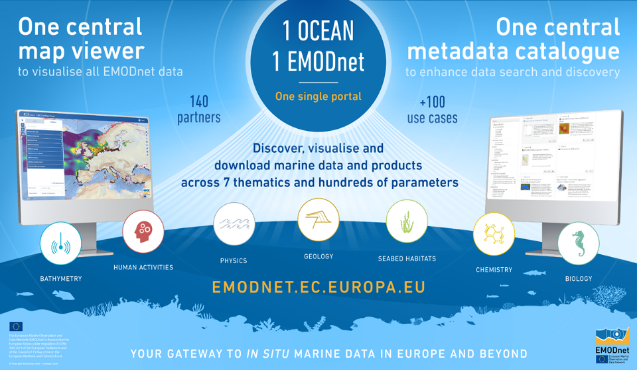 One central
map viewer
to visualise all EMODnet data
1 OCEAN
1 EMODnet
One single portal
One central
metadata catalogue
to enhance data search and discovery
140
partners
+100
use cases
Discover, visualise and
download marine data and products
across 7 thematics and hundreds of parameters
BATHYMETRY
HUMAN ACTIVITIES
PHYSICS
GEOLOGY
SEABED HABITATS
CHEMISTRY
BIOLOGY
EMODNET.EC.EUROPA.EU
YOUR GATEWAY TO IN SITU MARINE DATA IN EUROPE AND BEYOND
EMODnet